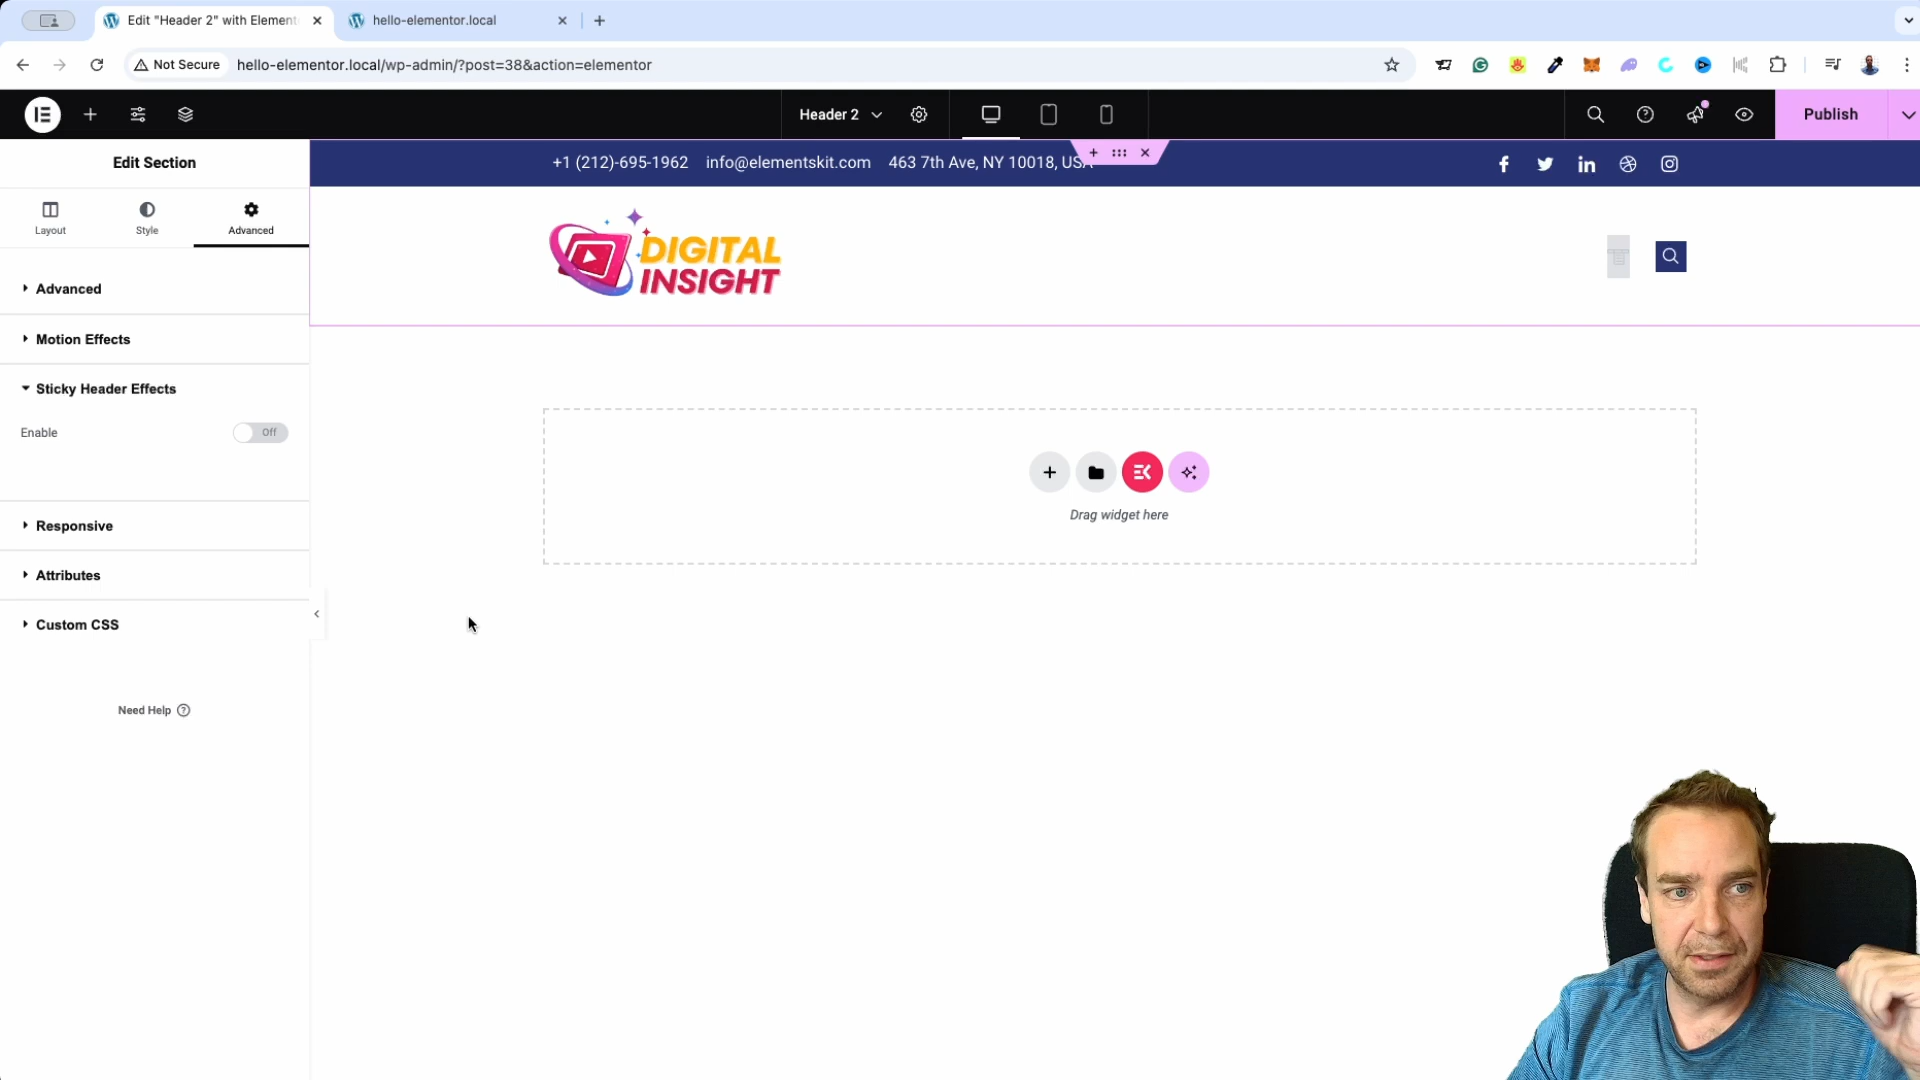 Edit "Header 2" with Element
hello-elementor.local
Not Secure
hello-elementor.local/wp-admin/?post=38&action=elementor
Header 2
Publish
Edit Section
+1 (212)-695-1962
info@elementskit.com
463 7th Ave, NY 10018, USA
Layout
Style
Advanced
DIGITAL
INSIGHT
Advanced
Motion Effects
Sticky Header Effects
Enable
Off
Drag widget here
Responsive
Attributes
Custom CSS
Need Help